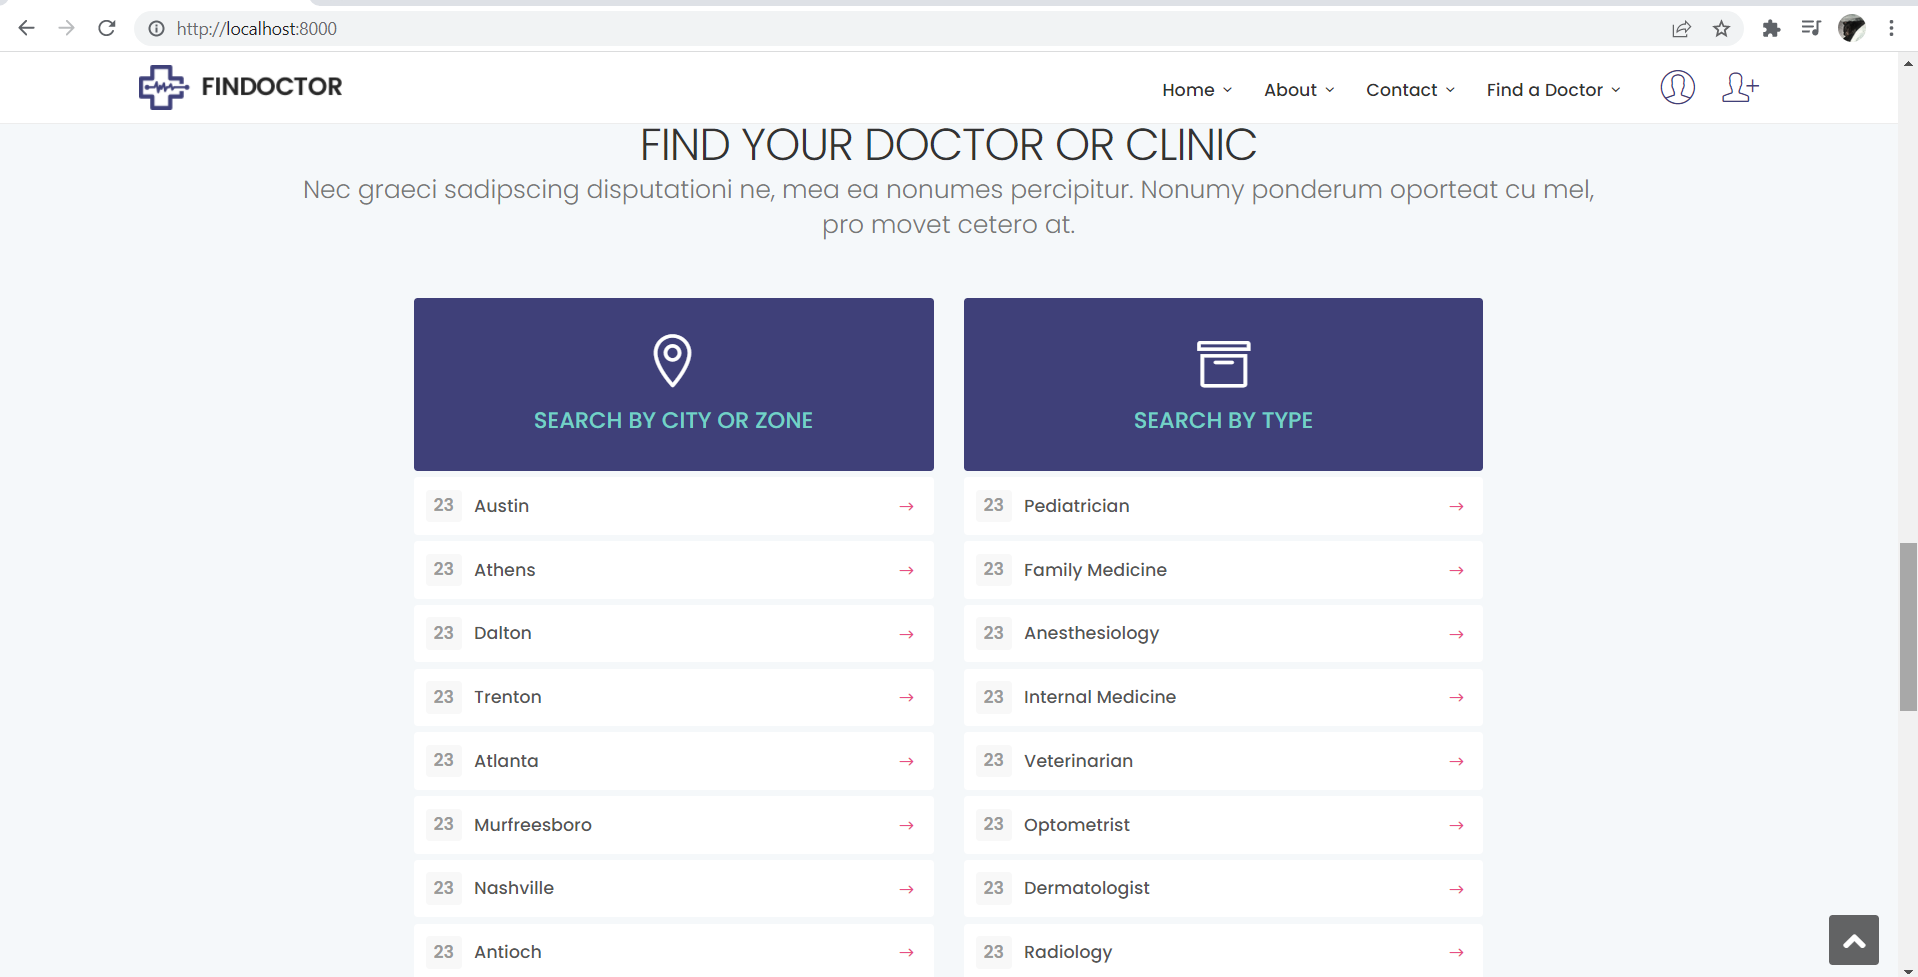 http://localhost:8000
FINDOCTOR
Home About Contact Find a Doctor
FIND YOUR DOCTOR OR CLINIC
Nec graeci sadipscing disputationi ne, mea ea nonumes percipitur. Nonumy ponderum oporteat cu mel,
pro movet cetero at.
SEARCH BY CITY OR ZONE
23 Austin
23 Athens
23 Dalton
23 Trenton
23 Atlanta
23 Murfreesboro
23 Nashville
23 Antioch
SEARCH BY TYPE
23 Pediatrician
23 Family Medicine
23 Anesthesiology
23 Internal Medicine
23 Veterinarian
23 Optometrist
23 Dermatologist
23 Radiology